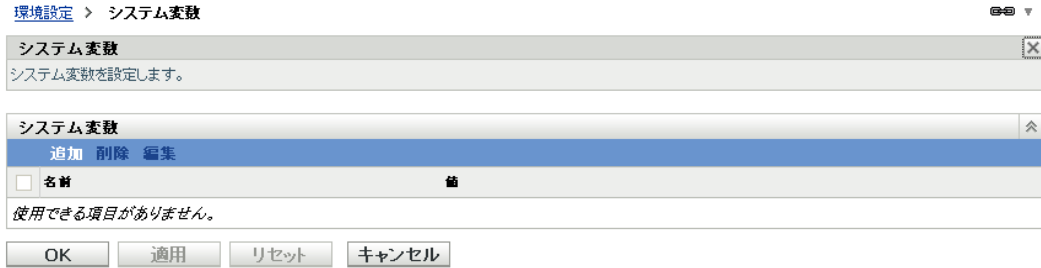 環境設定 > システム変数
システム変数
システム変数を設定します。
システム変数
追加 削除 編集
名前 値
使用できる項目がありません。
OK 適用 リセット キャンセル